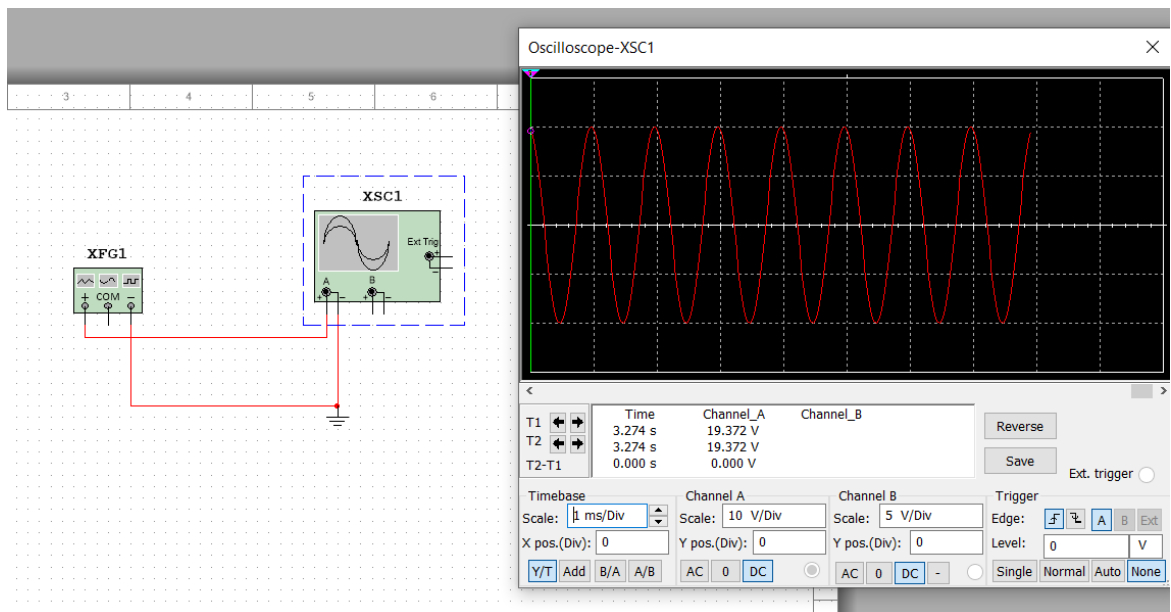 Oscilloscope-XSC1
3 4 5 6
XSC1
Ext Trig
+
-
A B
+ - + -
XFG1
+ COM -
Time Channel_A Channel_B
T1 3.274 s 19.372 V
T2 3.274 s 19.372 V
T2-T1 0.000 s 0.000 V
Reverse
Save
Ext. trigger
Timebase
Scale: 1 ms/Div
X pos.(Div): 0
Y/T Add B/A A/B
Channel A
Scale: 10 V/Div
Y pos.(Div): 0
AC 0 DC
Channel B
Scale: 5 V/Div
Y pos.(Div): 0
AC 0 DC -
Trigger
Edge: A B Ext
Level: 0 V
Single Normal Auto None